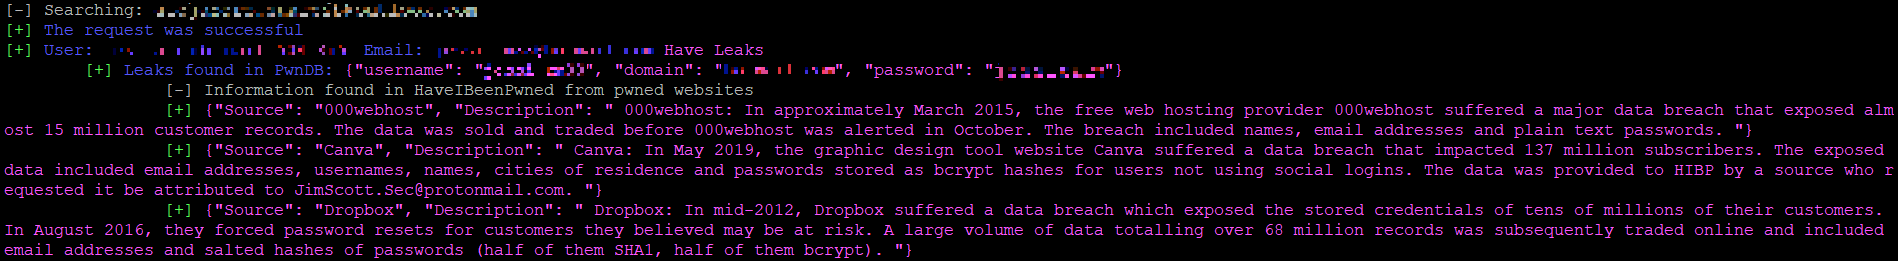 [-] Searching:
[+] The request was successful
[+] User: Email: Have Leaks
[+] Leaks found in PwnDB: {"username": "", "domain": "", "password": ""}
[-] Information found in HaveIBeenPwned from pwned websites
[+] {"Source": "000webhost", "Description": " 000webhost: In approximately March 2015, the free web hosting provider 000webhost suffered a major data breach that exposed alm
ost 15 million customer records. The data was sold and traded before 000webhost was alerted in October. The breach included names, email addresses and plain text passwords. "}
[+] {"Source": "Canva", "Description": " Canva: In May 2019, the graphic design tool website Canva suffered a data breach that impacted 137 million subscribers. The exposed
data included email addresses, usernames, names, cities of residence and passwords stored as bcrypt hashes for users not using social logins. The data was provided to HIBP by a source who r
equested it be attributed to JimScott.Sec@protonmail.com. "}
[+] {"Source": "Dropbox", "Description": " Dropbox: In mid-2012, Dropbox suffered a data breach which exposed the stored credentials of tens of millions of their customers.
In August 2016, they forced password resets for customers they believed may be at risk. A large volume of data totalling over 68 million records was subsequently traded online and included
email addresses and salted hashes of passwords (half of them SHA1, half of them bcrypt). "}